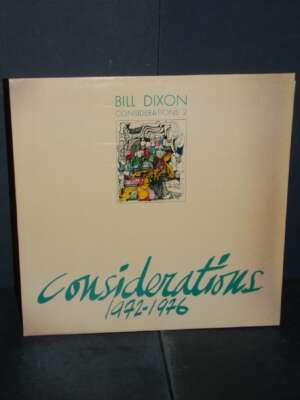 BILL DIXON
CONSIDERATIONS 2
Considerations
1972-1976